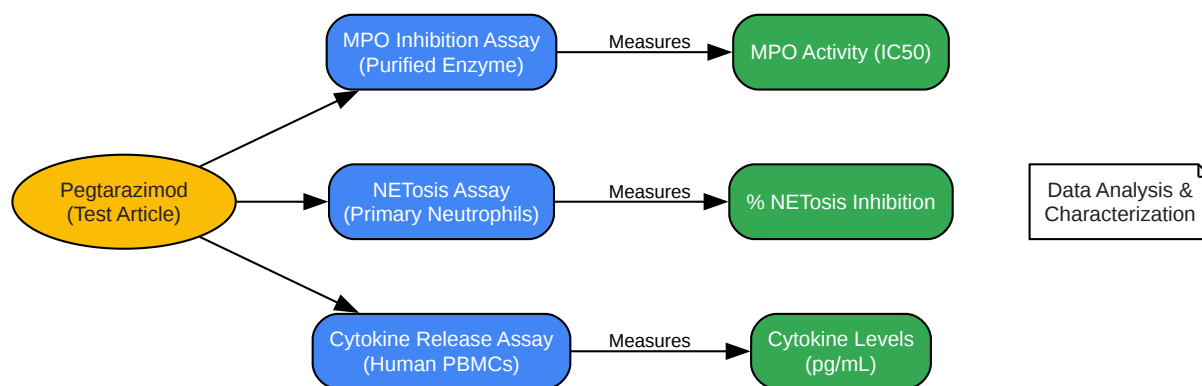 Pegtarazimod
(Test Article)
MPO Inhibition Assay
(Purified Enzyme)
Measures
MPO Activity (IC50)
NETosis Assay
(Primary Neutrophils)
Measures
% NETosis Inhibition
Cytokine Release Assay
(Human PBMCs)
Measures
Cytokine Levels
(pg/mL)
Data Analysis &
Characterization